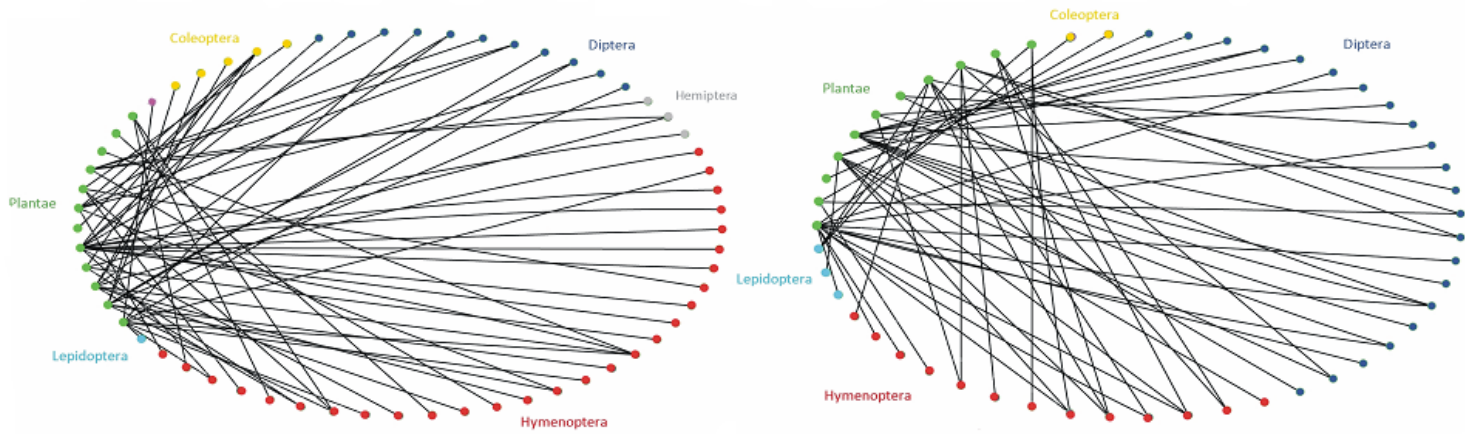 Coleoptera
Diptera
Hemiptera
Plantae
Lepidoptera
Hymenoptera
Coleoptera
Diptera
Plantae
Lepidoptera
Hymenoptera